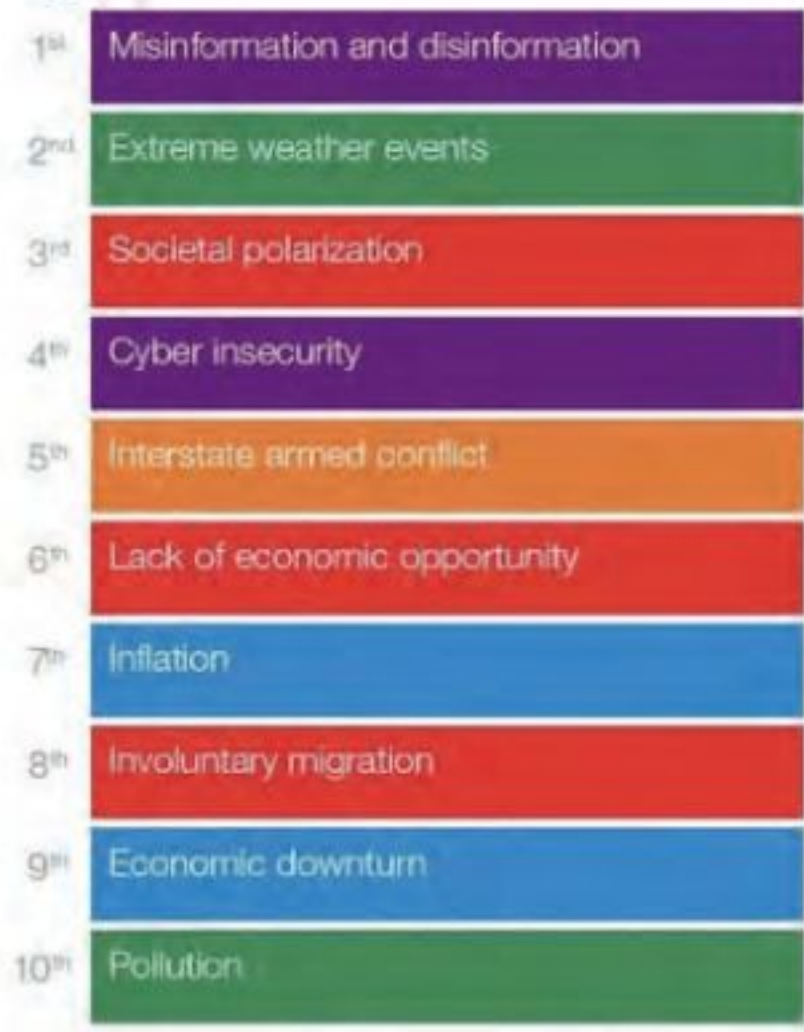 1st Misinformation and disinformation
2nd Extreme weather events
3rd Societal polarization
4th Cyber insecurity
5th Interstate armed conflict
6th Lack of economic opportunity
7th Inflation
8th Involuntary migration
9th Economic downturn
10th Pollution